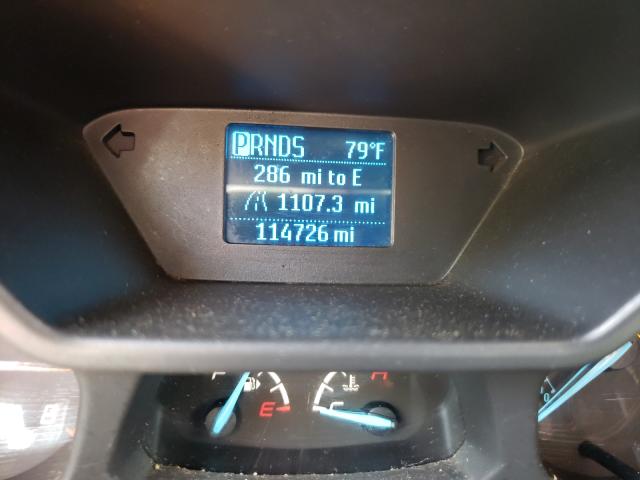 PRNDS 79°F
286 mi to E
1107.3 mi
114726 mi
F E C H